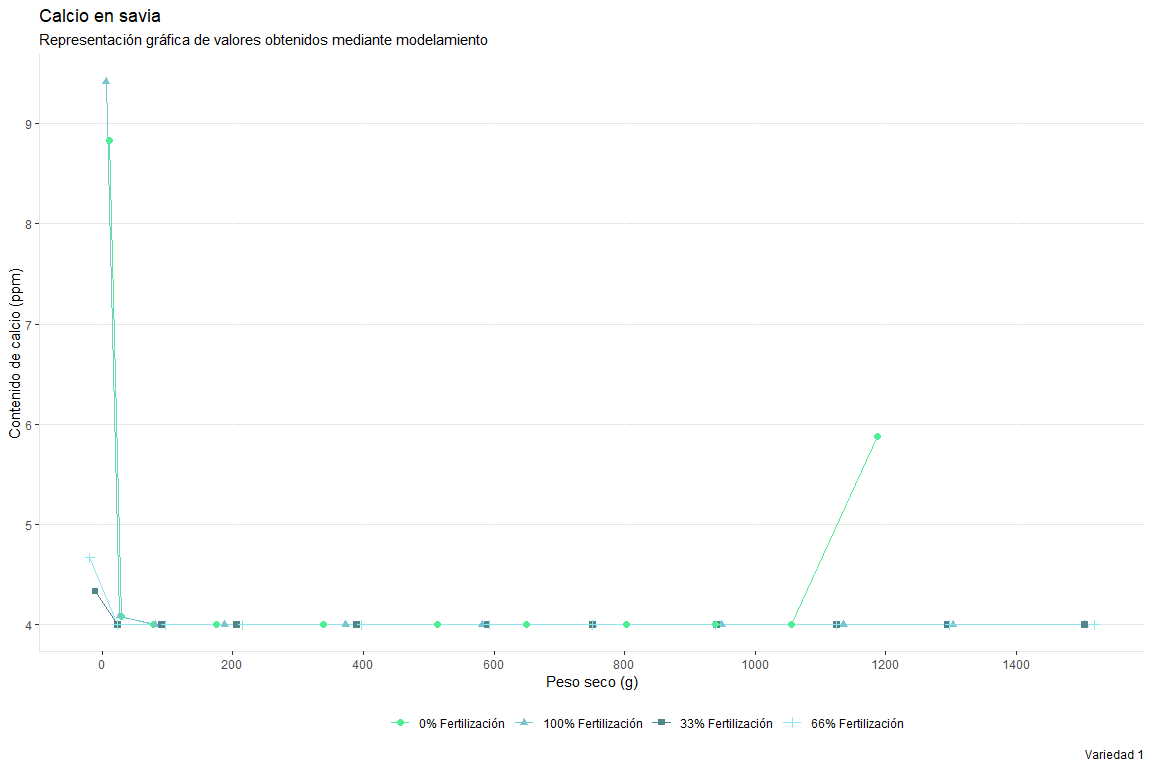 Calcio en savia
Representación gráfica de valores obtenidos mediante modelamiento
Contenido de calcio (ppm)
9
8
7
6
5
4
0 200 400 600 800 1000 1200 1400
Peso seco (g)
0% Fertilización 100% Fertilización 33% Fertilización 66% Fertilización
Variedad 1